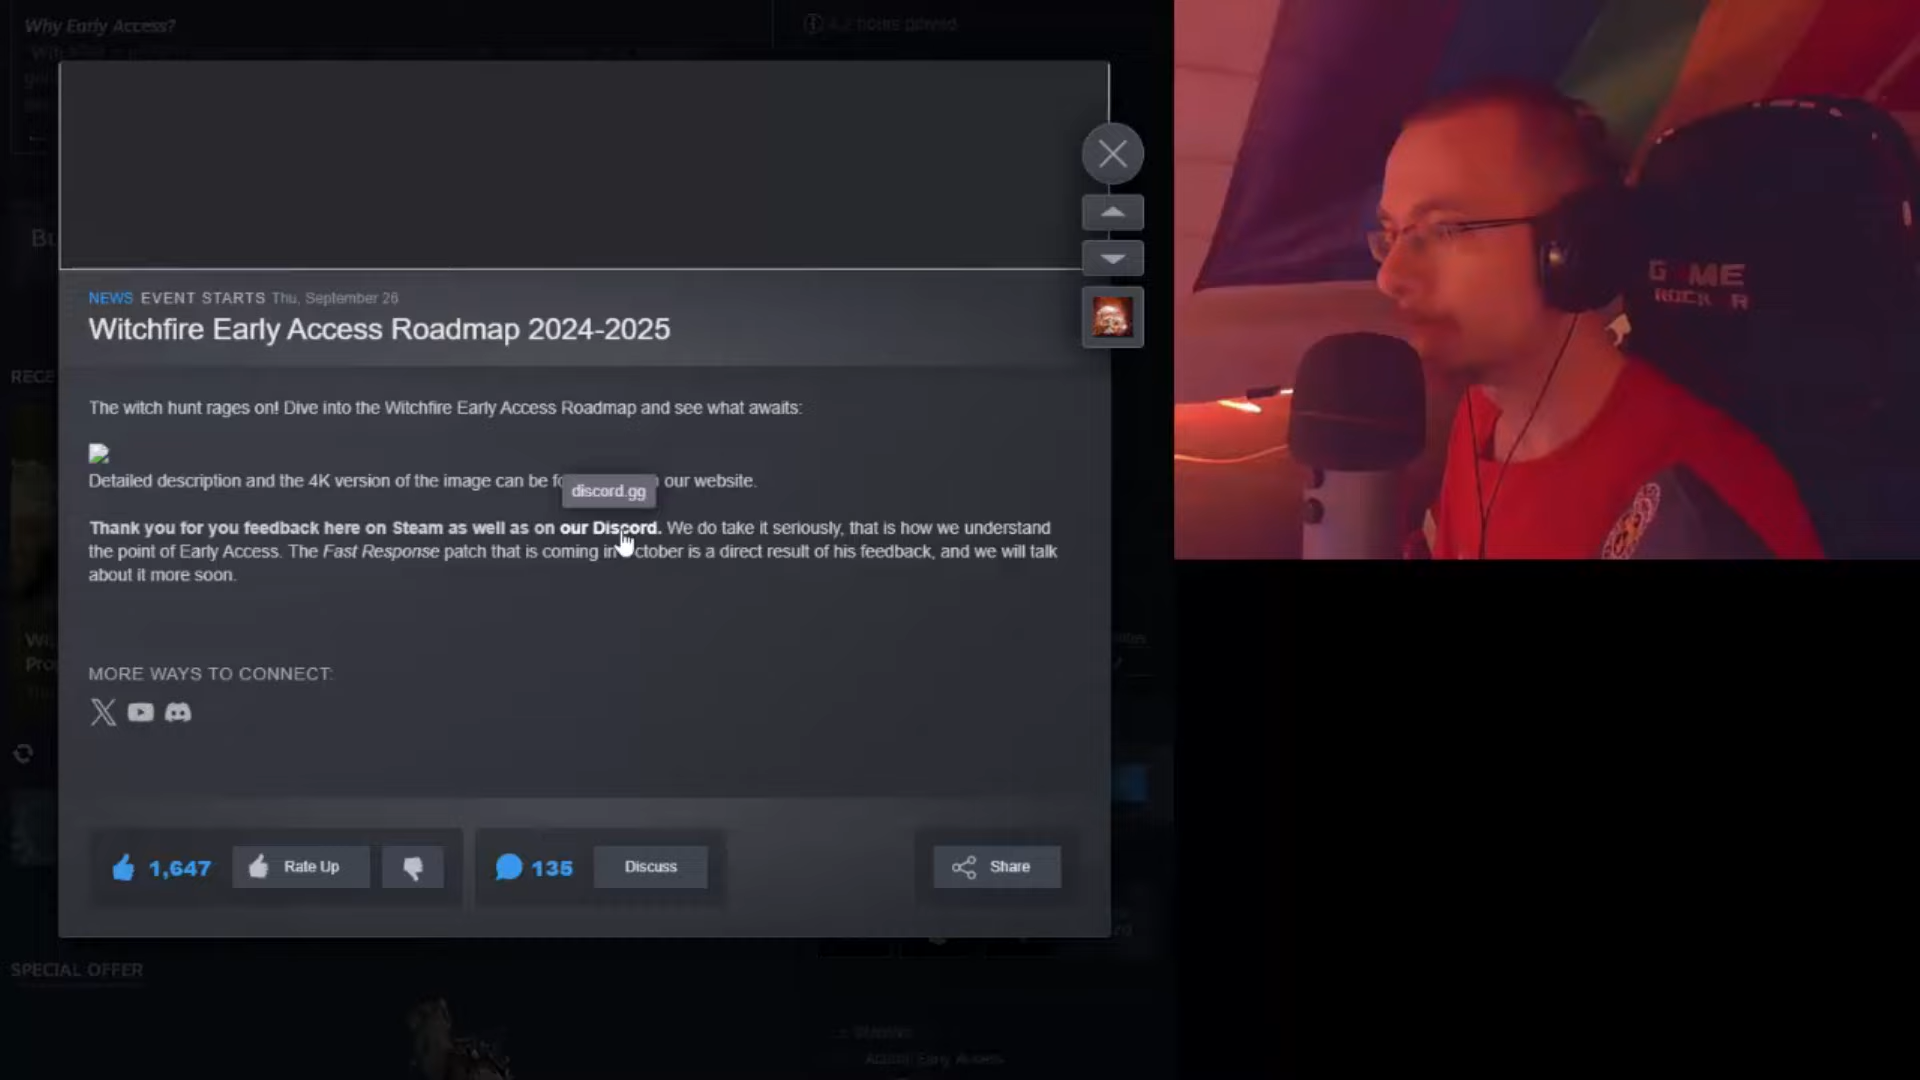 Why Early Access?
NEWS EVENT STARTS Thu, September 26
Witchfire Early Access Roadmap 2024-2025
The witch hunt rages on! Dive into the Witchfire Early Access Roadmap and see what awaits:
Detailed description and the 4K version of the image can be our website.
discord.gg
Thank you for you feedback here on Steam as well as on our Discord. We do take it seriously, that is how we understand
the point of Early Access. The Fast Response patch that is coming in October is a direct result of his feedback, and we will talk
about it more soon.
MORE WAYS TO CONNECT:
1,647 Rate Up 135 Discuss Share
SPECIAL OFFER
Action Early Access